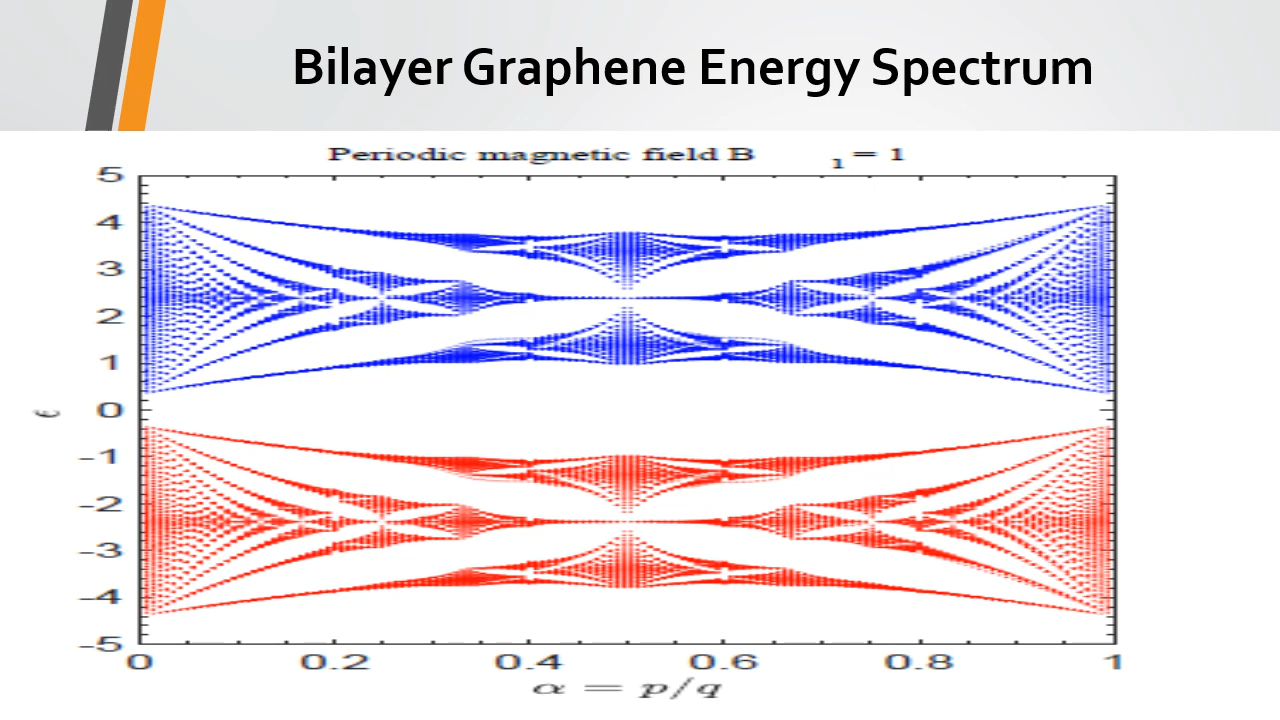 Bilayer Graphene Energy Spectrum
Periodic magnetic field B ₁ = 1
5
4
3
2
1
0
−1
−2
−3
−4
−5
ϵ
0 0.2 0.4 0.6 0.8 1
α = p/q